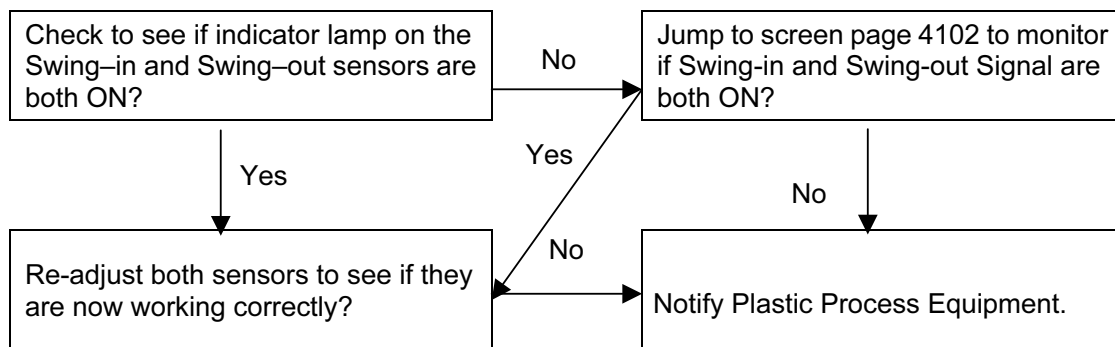 Check to see if indicator lamp on the
Swing–in and Swing–out sensors are
both ON?
No
Jump to screen page 4102 to monitor
if Swing-in and Swing-out Signal are
both ON?
Yes
Yes
No
Re-adjust both sensors to see if they
are now working correctly?
No
Notify Plastic Process Equipment.